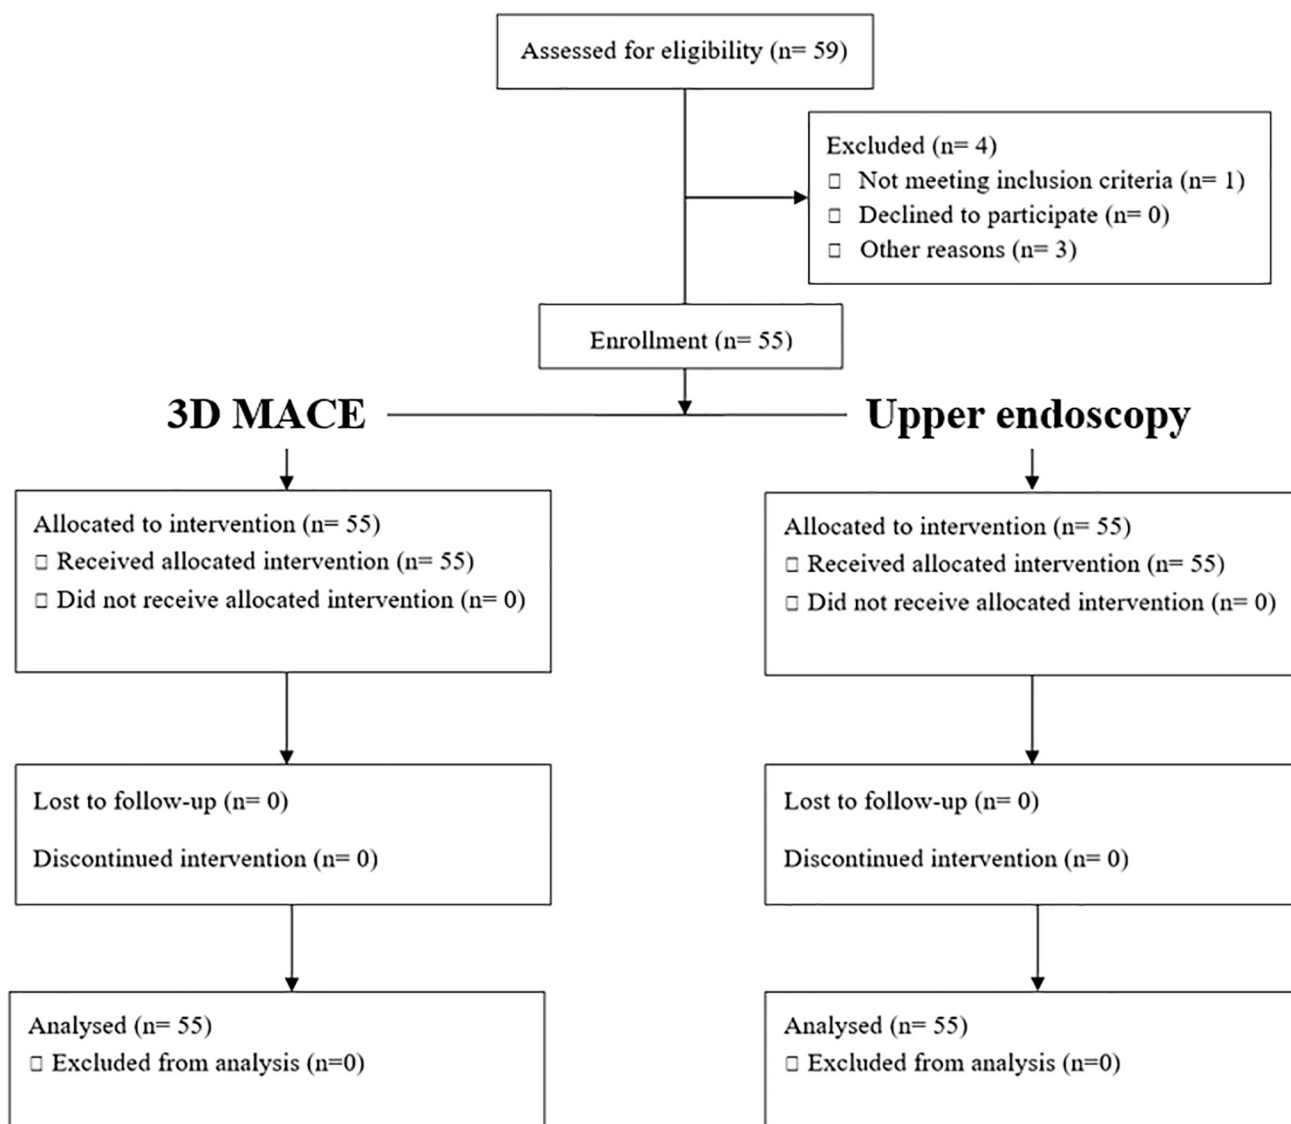 Assessed for eligibility (n= 59)
Excluded (n= 4)
▯ Not meeting inclusion criteria (n= 1)
▯ Declined to participate (n= 0)
▯ Other reasons (n= 3)
Enrollment (n= 55)
3D MACE
Upper endoscopy
Allocated to intervention (n= 55)
▯ Received allocated intervention (n= 55)
▯ Did not receive allocated intervention (n= 0)
Allocated to intervention (n= 55)
▯ Received allocated intervention (n= 55)
▯ Did not receive allocated intervention (n= 0)
Lost to follow-up (n= 0)
Discontinued intervention (n= 0)
Lost to follow-up (n= 0)
Discontinued intervention (n= 0)
Analysed (n= 55)
▯ Excluded from analysis (n=0)
Analysed (n= 55)
▯ Excluded from analysis (n=0)